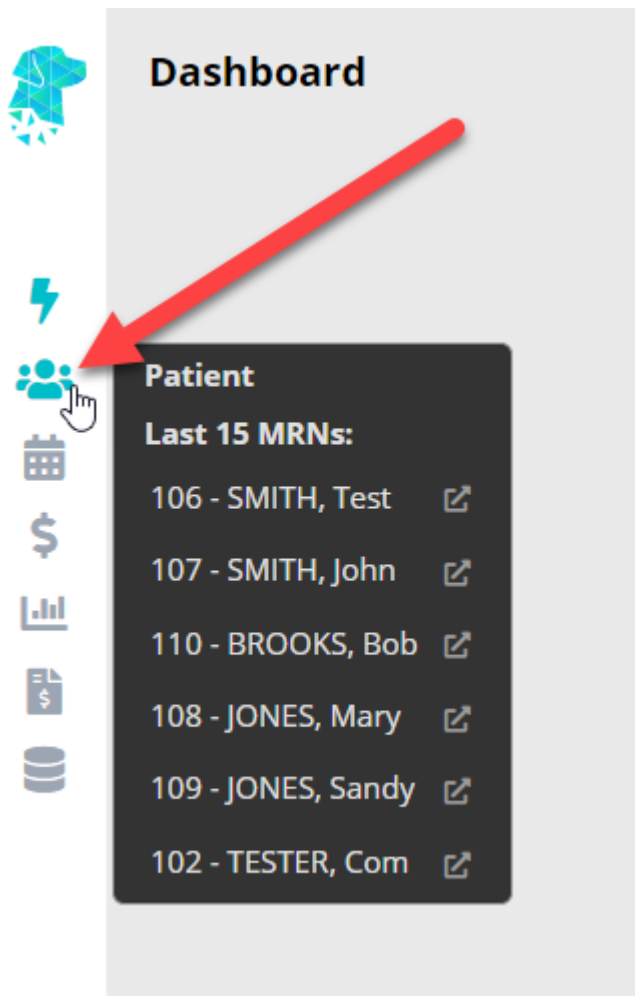 Dashboard
Patient
Last 15 MRNs:
106 - SMITH, Test
107 - SMITH, John
110 - BROOKS, Bob
108 - JONES, Mary
109 - JONES, Sandy
102 - TESTER, Com